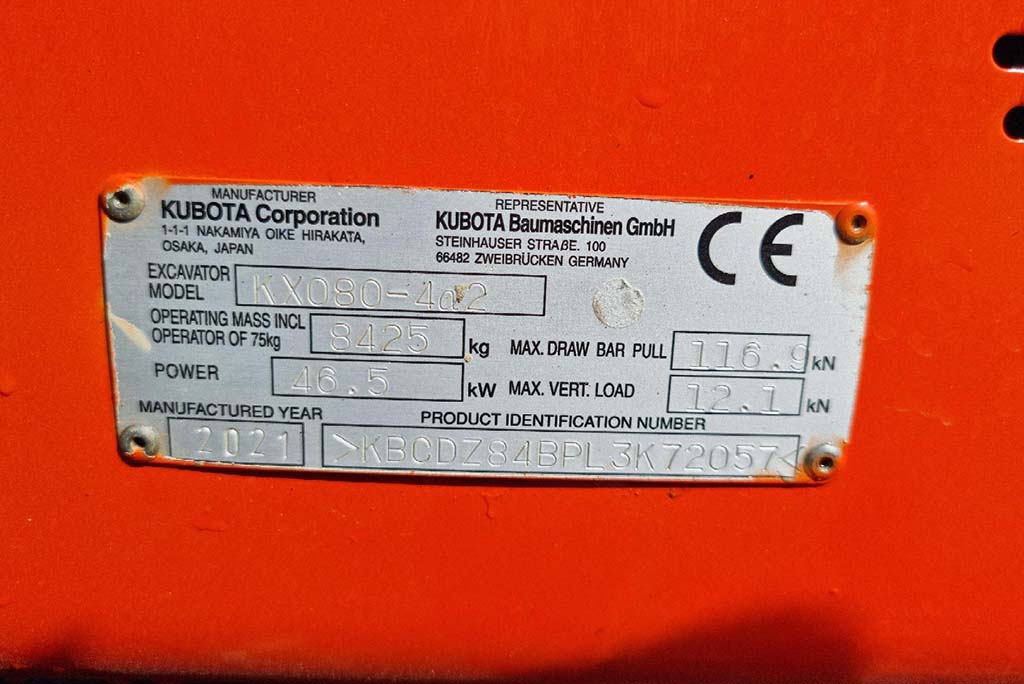 MANUFACTURER
KUBOTA Corporation
1-1-1 NAKAMIYA OIKE HIRAKATA,
OSAKA, JAPAN
REPRESENTATIVE
KUBOTA Baumaschinen GmbH
STEINHAUSER STRAßE. 100
66482 ZWEIBRÜCKEN GERMANY
CE
EXCAVATOR MODEL KX080-4α2
OPERATING MASS INCL
OPERATOR OF 75kg 8425 kg
MAX. DRAW BAR PULL 116.9 kN
POWER 46.5 kW
MAX. VERT. LOAD 12.1 kN
MANUFACTURED YEAR
2021
PRODUCT IDENTIFICATION NUMBER
>KBCDZ84BPL3K72057<